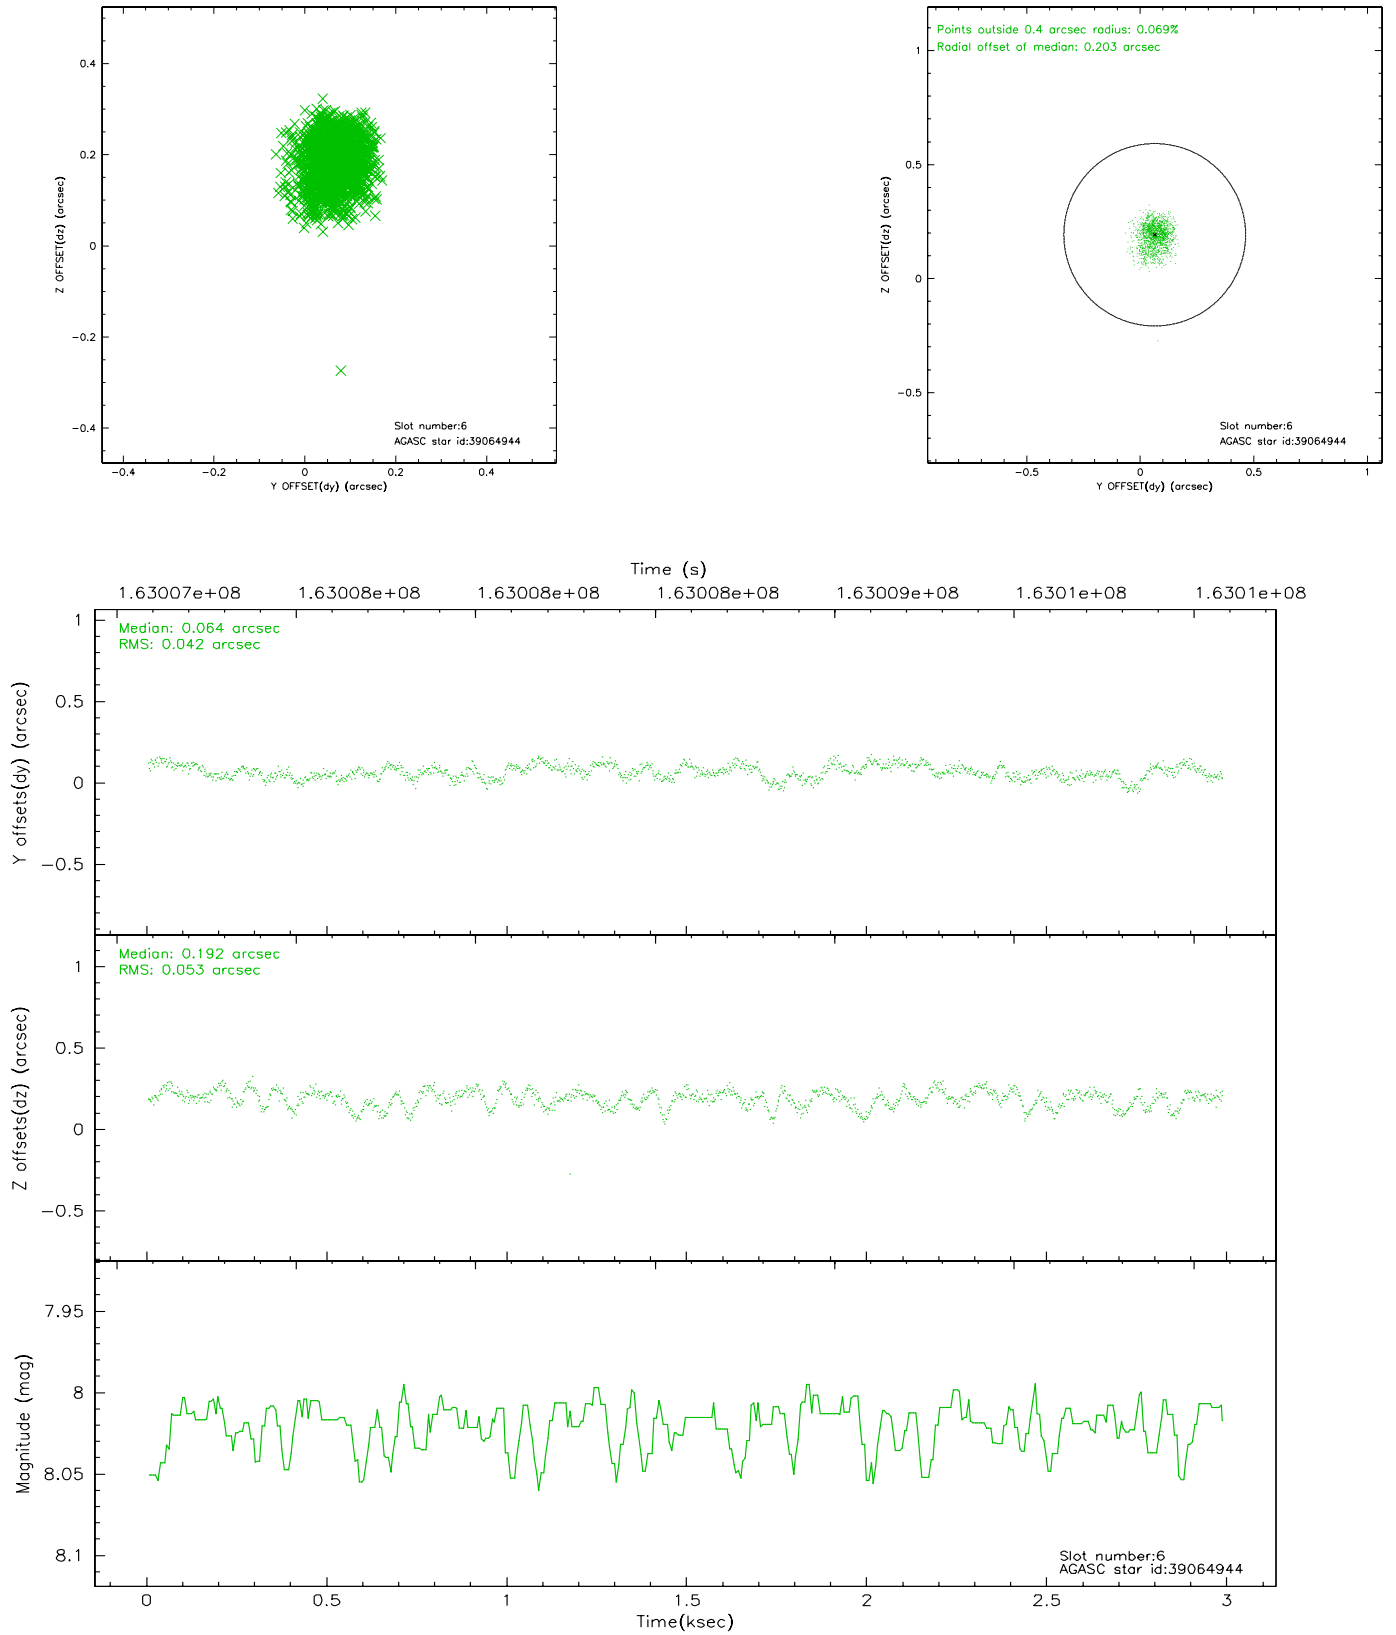 0.4
0.2
0
−0.2
−0.4
Z OFFSET(dz) (arcsec)
Slot number:6
AGASC star id:39064944
−0.4
−0.2
0
0.2
0.4
Y OFFSET(dy) (arcsec)
Points outside 0.4 arcsec radius: 0.069%
Radial offset of median: 0.203 arcsec
1
0.5
0
−0.5
Z OFFSET(dz) (arcsec)
Slot number:6
AGASC star id:39064944
−0.5
0
0.5
1
Y OFFSET(dy) (arcsec)
Time (s)
1.63007e+08
1.63008e+08
1.63008e+08
1.63008e+08
1.63009e+08
1.6301e+08
1.6301e+08
Median: 0.064 arcsec
RMS: 0.042 arcsec
1
0.5
0
−0.5
Y offsets(dy) (arcsec)
Median: 0.192 arcsec
RMS: 0.053 arcsec
1
0.5
0
−0.5
Z offsets(dz) (arcsec)
7.95
8
8.05
8.1
Magnitude (mag)
Slot number:6
AGASC star id:39064944
0
0.5
1
1.5
2
2.5
3
Time(ksec)